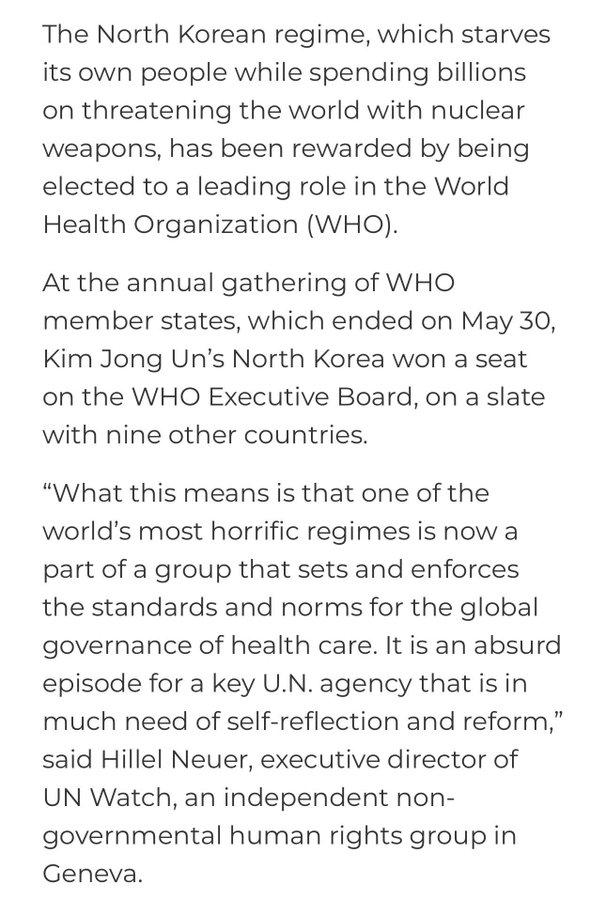 The North Korean regime, which starves
its own people while spending billions
on threatening the world with nuclear
weapons, has been rewarded by being
elected to a leading role in the World
Health Organization (WHO).
At the annual gathering of WHO
member states, which ended on May 30,
Kim Jong Un’s North Korea won a seat
on the WHO Executive Board, on a slate
with nine other countries.
“What this means is that one of the
world’s most horrific regimes is now a
part of a group that sets and enforces
the standards and norms for the global
governance of health care. It is an absurd
episode for a key U.N. agency that is in
much need of self-reflection and reform,”
said Hillel Neuer, executive director of
UN Watch, an independent non-
governmental human rights group in
Geneva.